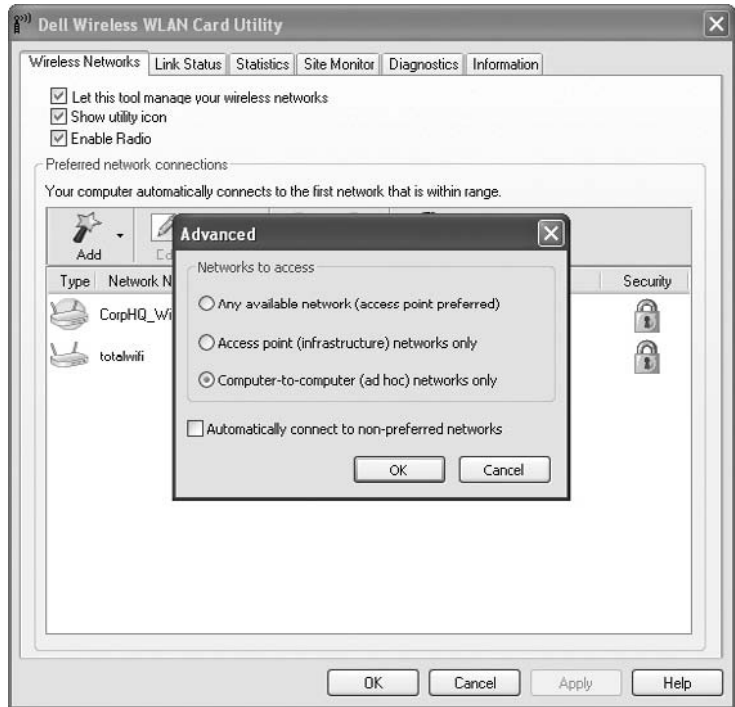 Dell Wireless WLAN Card Utility
Wireless Networks Link Status Statistics Site Monitor Diagnostics Information
Let this tool manage your wireless networks
Show utility icon
Enable Radio
Preferred network connections
Your computer automatically connects to the first network that is within range.
Add
Type Network N Security
CorpHQ_Wi
totalwifi
Advanced
Networks to access
Any available network (access point preferred)
Access point (infrastructure) networks only
Computer-to-computer (ad hoc) networks only
Automatically connect to non-preferred networks
OK Cancel
OK Cancel Apply Help